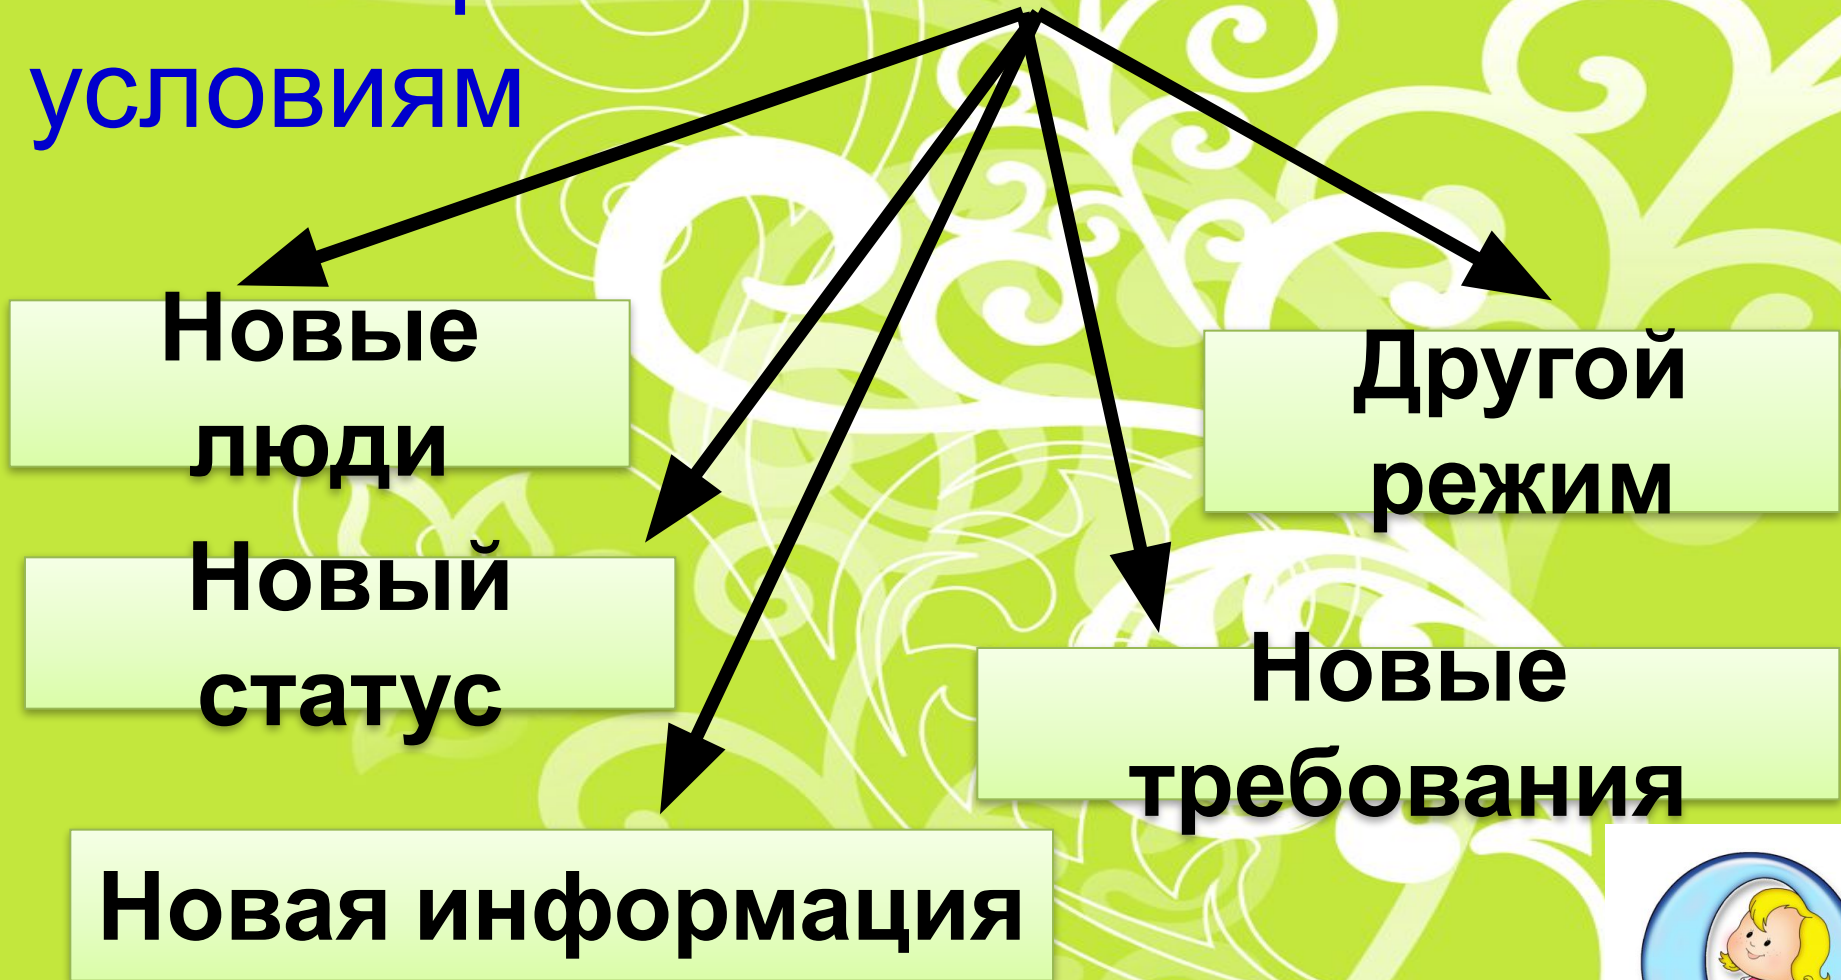 условиям
Новые
люди
Другой
режим
Новый
статус
Новые
требования
Новая информация